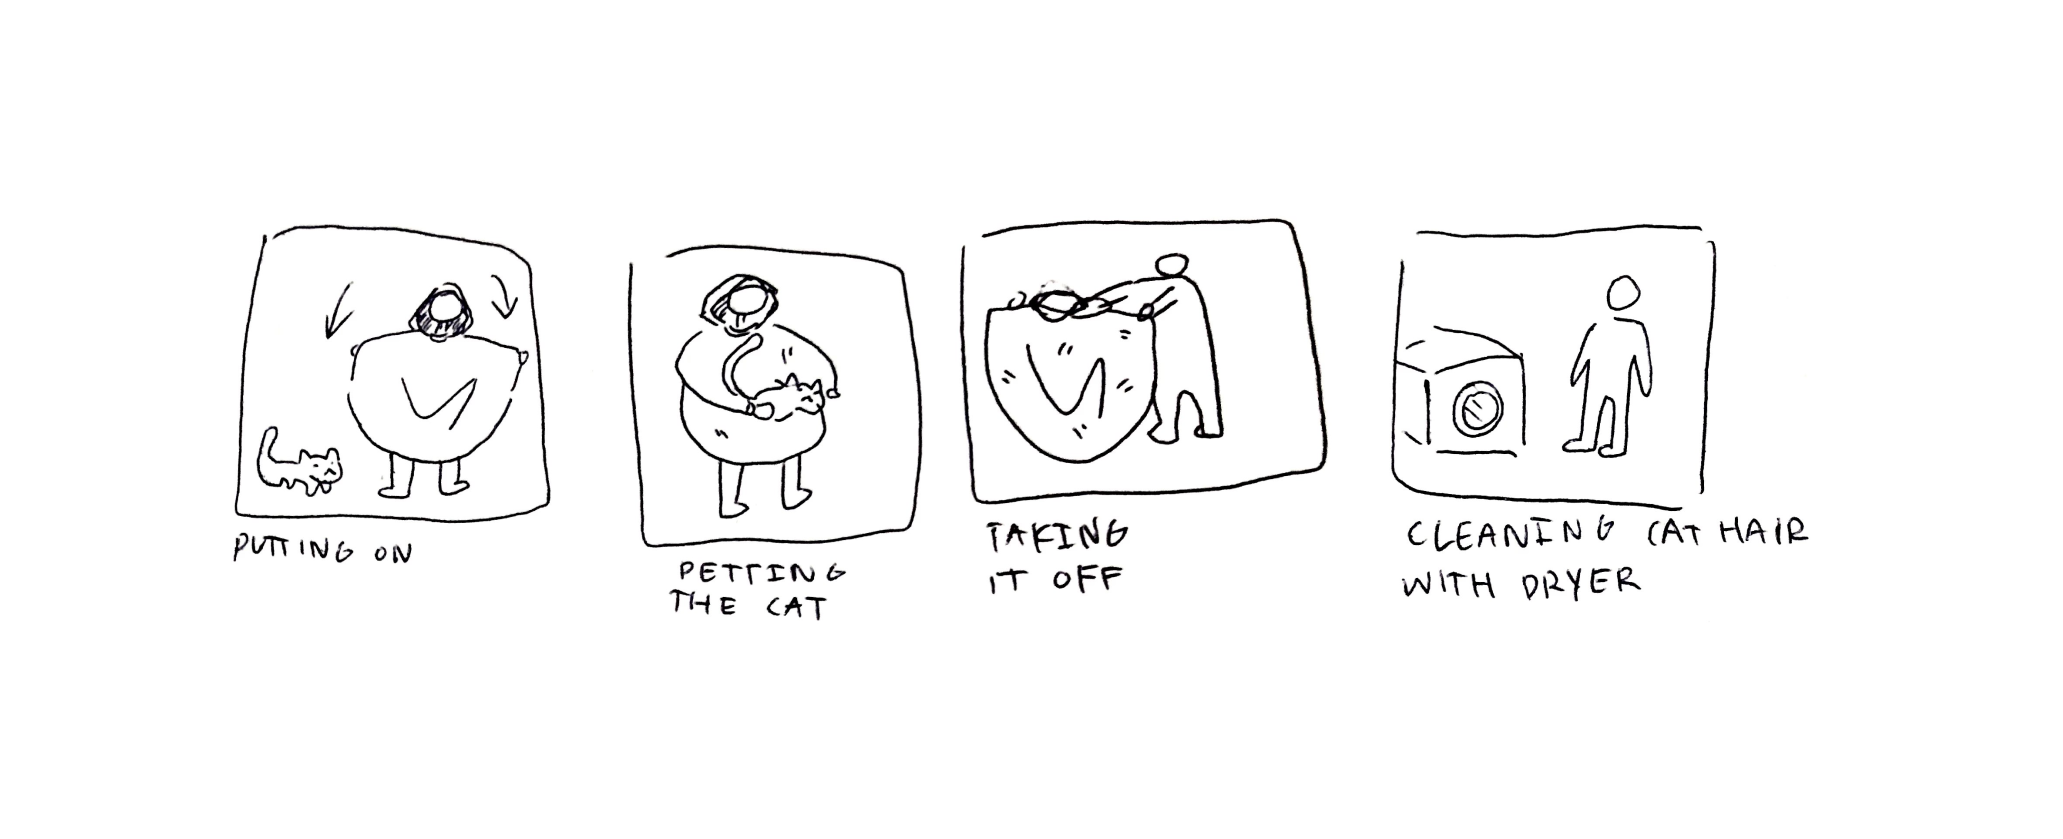 PUTTING ON
PETTING
THE CAT
TAKING
IT OFF
CLEANING CAT HAIR
WITH DRYER